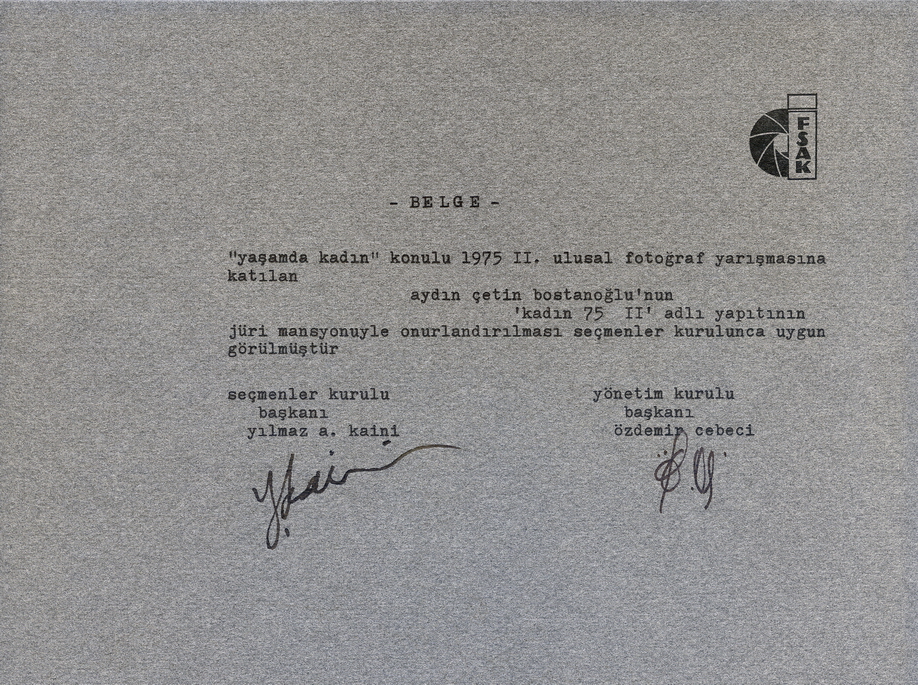 FSAK
- BELGE -
"yaşamda kadın" konulu 1975 II. ulusal fotoğraf yarışmasına
katılan
aydın çetin bostanoğlu'nun
'kadın 75 II' adlı yapıtının
jüri mansyonuyle onurlandırılması seçmenler kurulunca uygun
görülmüştür
seçmenler kurulu
başkanı
yılmaz a. kaini
yönetim kurulu
başkanı
özdemir cebeci